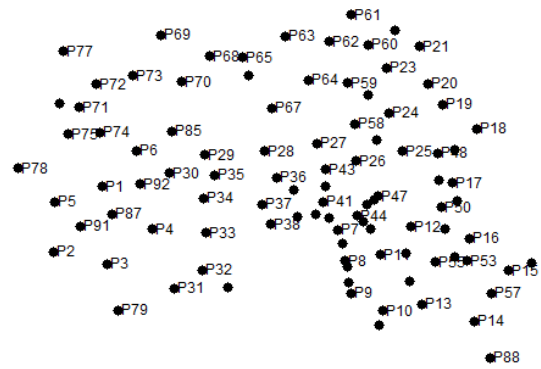 P61
P69 P63 P62 P60 P21
P77 P68 P65
P72 P73 P70 P64 P59 P23 P20
P71 P67 P24 P19
P75 P74 P85 P58 P18
P6 P29 P28 P27 P25
P78 P30 P35 P36 P43 P26 P17
P1 P92
P5 P34 P37 P41 P47 P50
P91 P87 P4 P33 P38 P7 P44 P12 P16
P2 P3 P32 P8 P53 P15
P79 P31 P9 P10 P13 P57
P14
P88